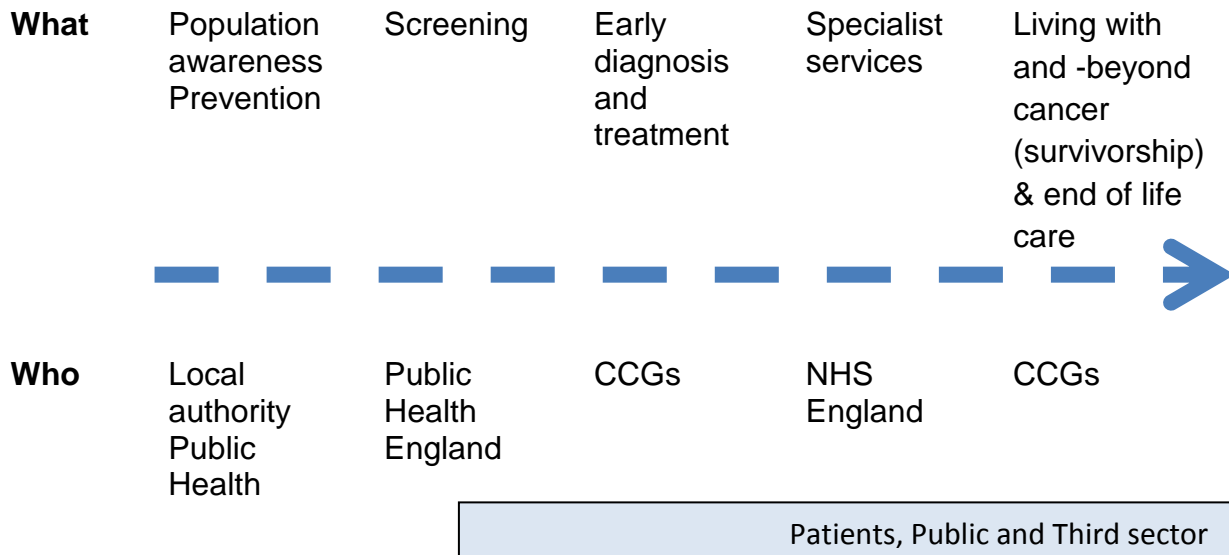 What
Population
awareness
Prevention
Screening
Early
diagnosis
and
treatment
Specialist
services
Living with
and -beyond
cancer
(survivorship)
& end of life
care
Who
Local
authority
Public
Health
Public
Health
England
CCGs
NHS
England
CCGs
Patients, Public and Third sector